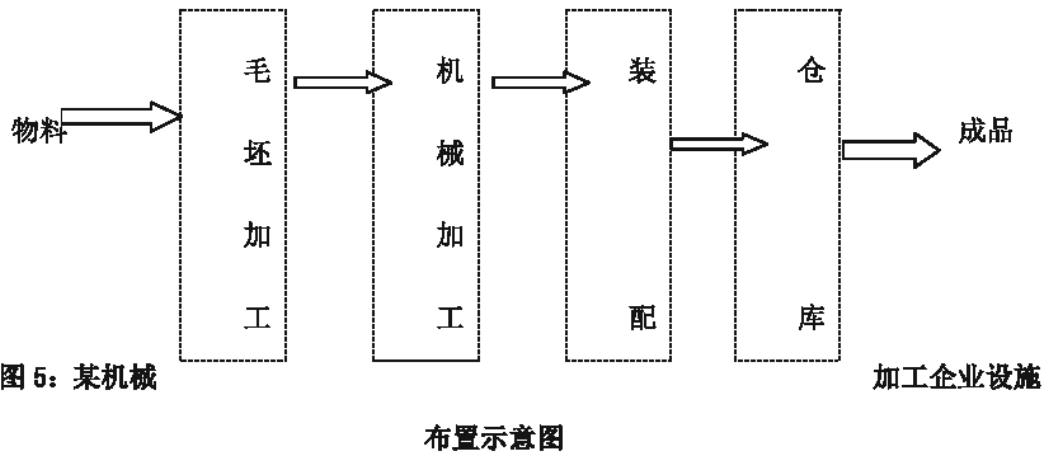 物料
毛坯加工
机械加工
装配
仓库
成品
图 5：某机械
加工企业设施
布置示意图